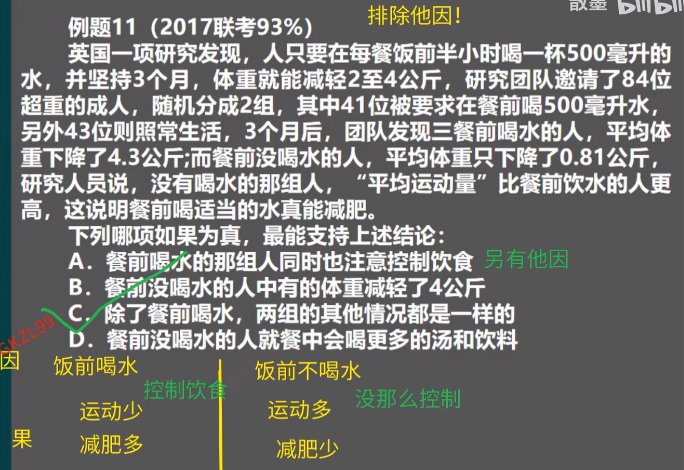 排除他因！
散墨 bilibili
例题11（2017联考93%）
英国一项研究发现，人只要在每餐饭前半小时喝一杯500毫升的
水，并坚持3个月，体重就能减轻2至4公斤，研究团队邀请了84位
超重的成人，随机分成2组，其中41位被要求在餐前喝500毫升水，
另外43位则照常生活，3个月后，团队发现三餐前喝水的人，平均体
重下降了4.3公斤;而餐前没喝水的人，平均体重只下降了0.81公斤，
研究人员说，没有喝水的那组人，“平均运动量”比餐前饮水的人更
高，这说明餐前喝适当的水真能减肥。
下列哪项如果为真，最能支持上述结论：
A．餐前喝水的那组人同时也注意控制饮食 另有他因
B．餐前没喝水的人中有的体重减轻了4公斤
C．除了餐前喝水，两组的其他情况都是一样的
D．餐前没喝水的人就餐中会喝更多的汤和饮料
GKZL99
因 饭前喝水 饭前不喝水
控制饮食 没那么控制
运动少 运动多
果 减肥多 减肥少